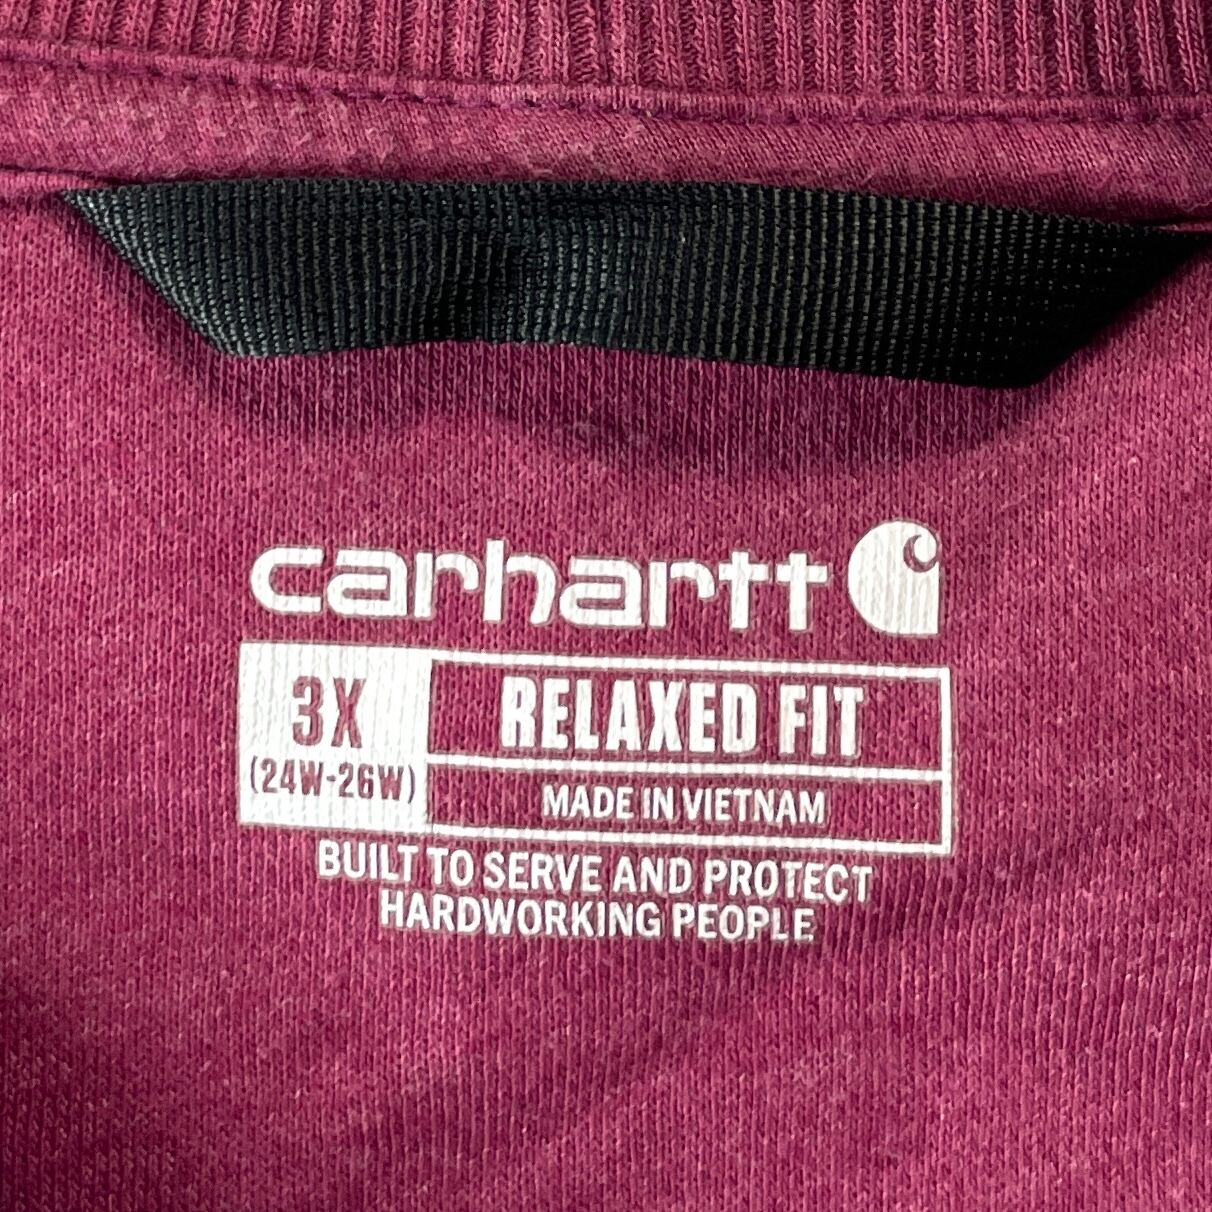 carhartt
3X
(24W-26W)
RELAXED FIT
MADE IN VIETNAM
BUILT TO SERVE AND PROTECT
HARDWORKING PEOPLE